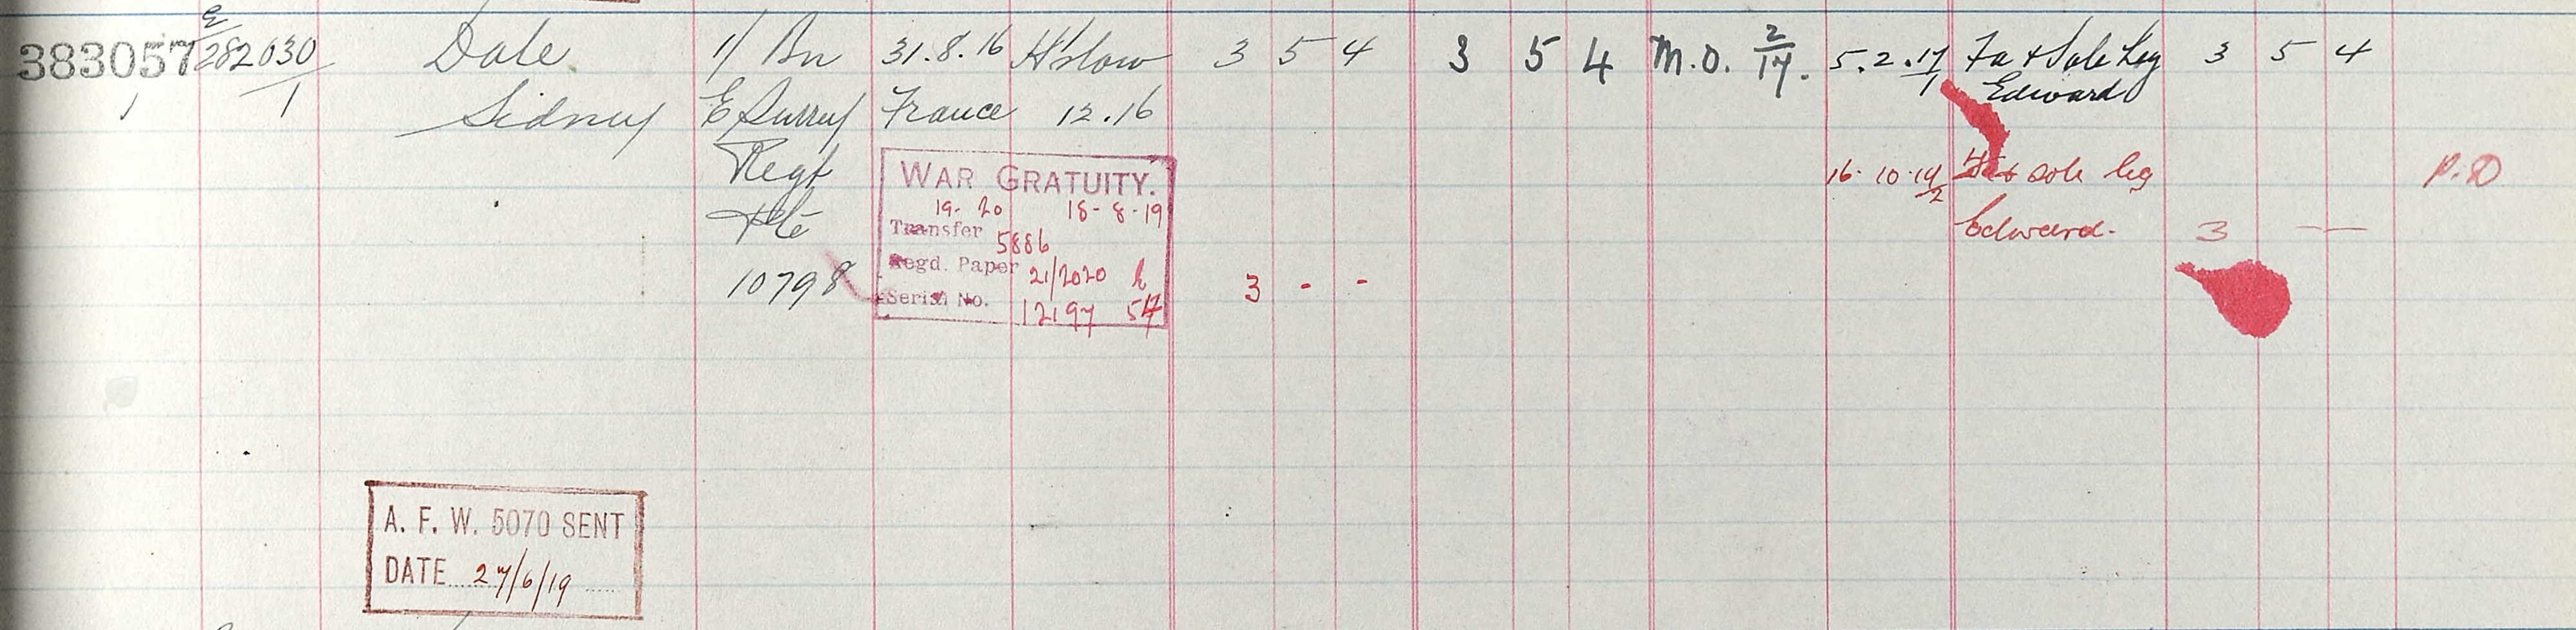 383057 E/282030/1 Dale 1/ Bn 31.8.16 H'slow 3 5 4 3 5 4 M.O. 2/17. 5.2.17/1 Fa & Sole Leg 3 5 4
1 Sidney E Surrey France 12.16 Edward
Regt
WAR GRATUITY.
16.10.19/2 Fa & sole leg P.D
Pte
19-20 18-8-19
Transfer 5886
Edward. 3 — —
Regd. Paper 21/2020
10798 3 - -
Serial No. 12197 54
A. F. W. 5070 SENT
DATE 27/6/19